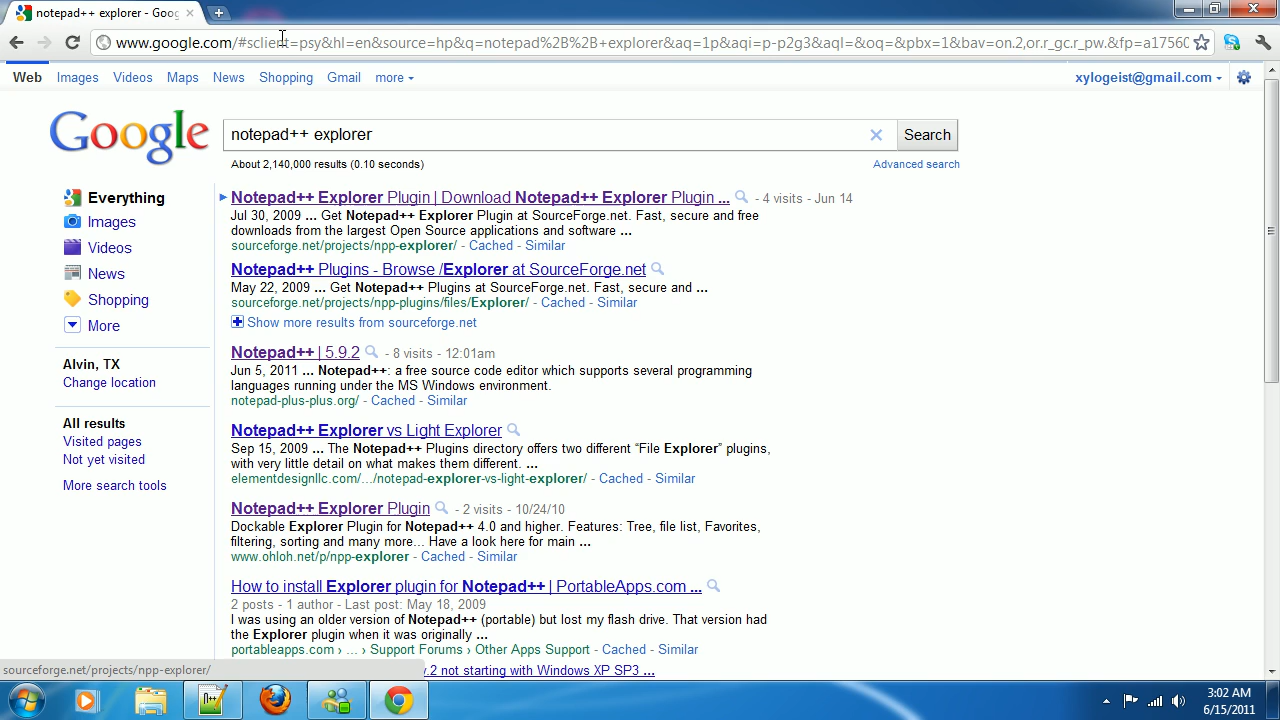 notepad++ explorer - Goog
www.google.com/#sclient=psy&hl=en&source=hp&q=notepad%2B%2B+explorer&aq=1p&aqi=p-p2g3&aql=&oq=&pbx=1&bav=on.2,or.r_gc.r_pw.&fp=a17560
Web Images Videos Maps News Shopping Gmail more xylogeist@gmail.com
Google notepad++ explorer Search
About 2,140,000 results (0.10 seconds) Advanced search
Everything
Images
Videos
News
Shopping
More
Alvin, TX
Change location
All results
Visited pages
Not yet visited
More search tools
Notepad++ Explorer Plugin | Download Notepad++ Explorer Plugin ... - 4 visits - Jun 14
Jul 30, 2009 ... Get Notepad++ Explorer Plugin at SourceForge.net. Fast, secure and free
downloads from the largest Open Source applications and software ...
sourceforge.net/projects/npp-explorer/ - Cached - Similar
Notepad++ Plugins - Browse /Explorer at SourceForge.net
May 22, 2009 ... Get Notepad++ Plugins at SourceForge.net. Fast, secure and ...
sourceforge.net/projects/npp-plugins/files/Explorer/ - Cached - Similar
Show more results from sourceforge.net
Notepad++ | 5.9.2 - 8 visits - 12:01am
Jun 5, 2011 ... Notepad++: a free source code editor which supports several programming
languages running under the MS Windows environment.
notepad-plus-plus.org/ - Cached - Similar
Notepad++ Explorer vs Light Explorer
Sep 15, 2009 ... The Notepad++ Plugins directory offers two different “File Explorer” plugins,
with very little detail on what makes them different. ...
elementdesignllc.com/.../notepad-explorer-vs-light-explorer/ - Cached - Similar
Notepad++ Explorer Plugin - 2 visits - 10/24/10
Dockable Explorer Plugin for Notepad++ 4.0 and higher. Features: Tree, file list, Favorites,
filtering, sorting and many more... Have a look here for main ...
www.ohloh.net/p/npp-explorer - Cached - Similar
How to install Explorer plugin for Notepad++ | PortableApps.com ...
2 posts - 1 author - Last post: May 18, 2009
I was using an older version of Notepad++ (portable) but lost my flash drive. That version had
the Explorer plugin when it was originally ...
portableapps.com › ... › Support Forums › Other Apps Support - Cached - Similar
.2 not starting with Windows XP SP3 ...
sourceforge.net/projects/npp-explorer/
3:02 AM
6/15/2011